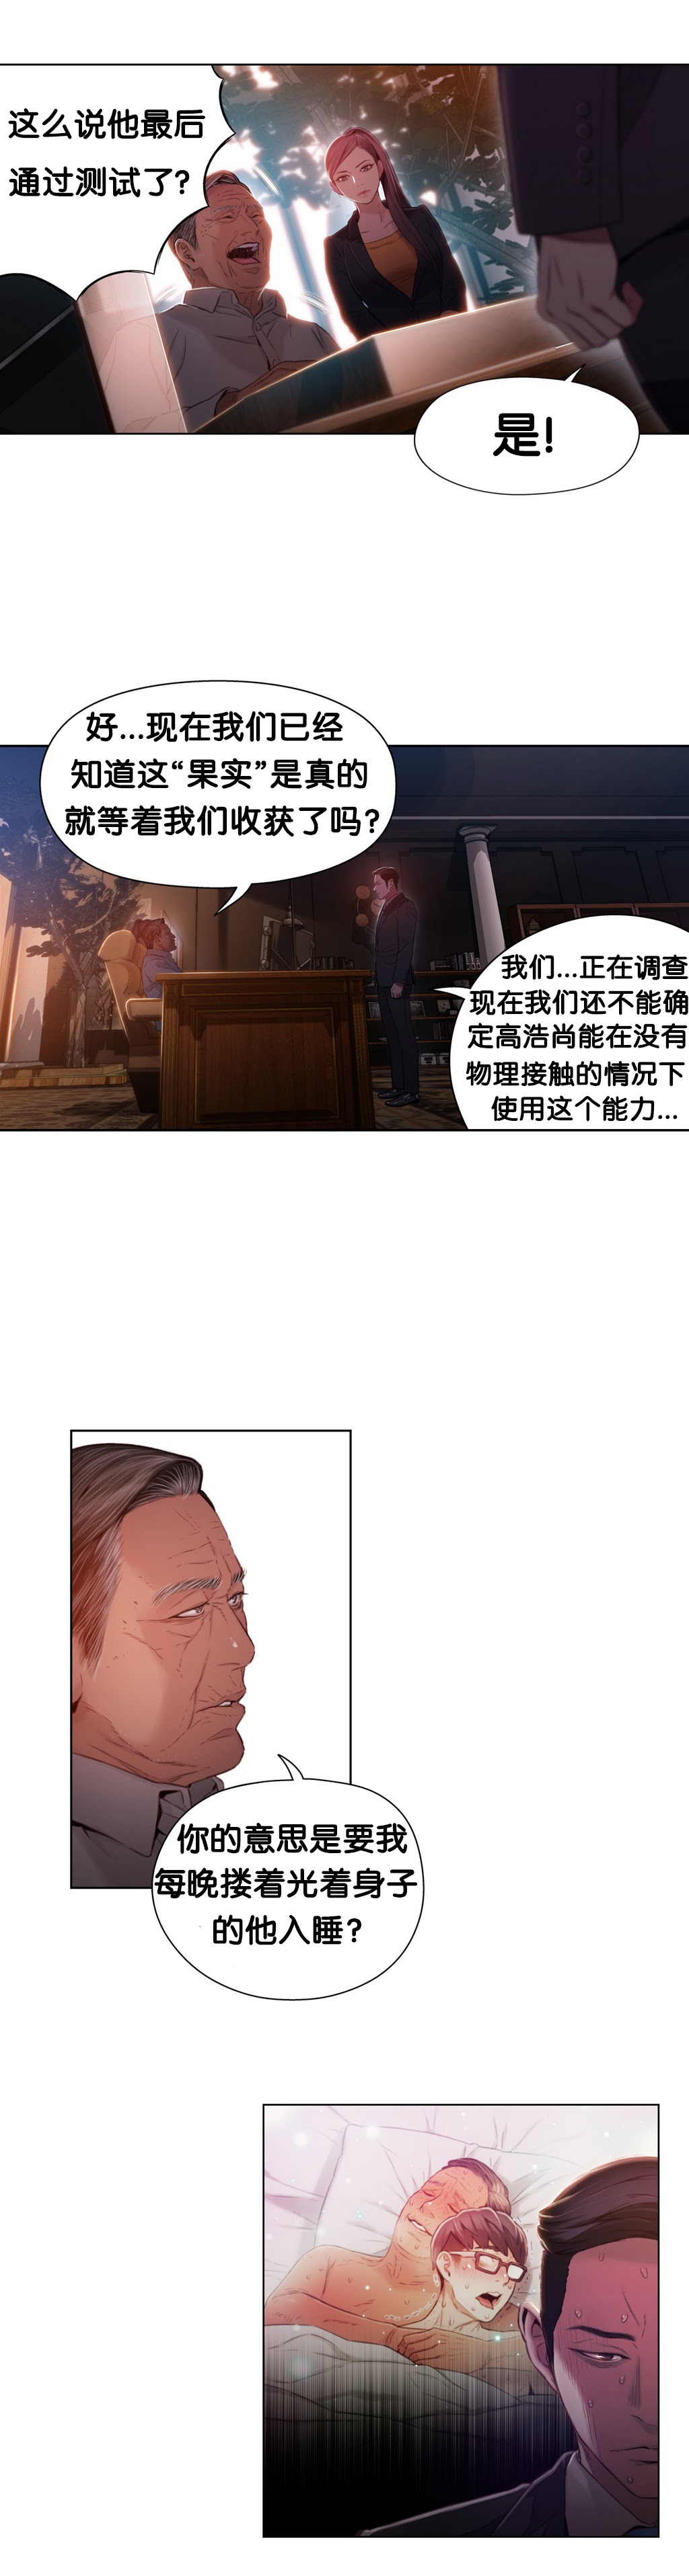 这么说他最后
通过测试了?
是!
好...现在我们已经
知道这“果实”是真的
就等着我们收获了吗?
我们...正在调查
现在我们还不能确
定高浩尚能在没有
物理接触的情况下
使用这个能力...
你的意思是要我
每晚搂着光着身子
的他入睡?